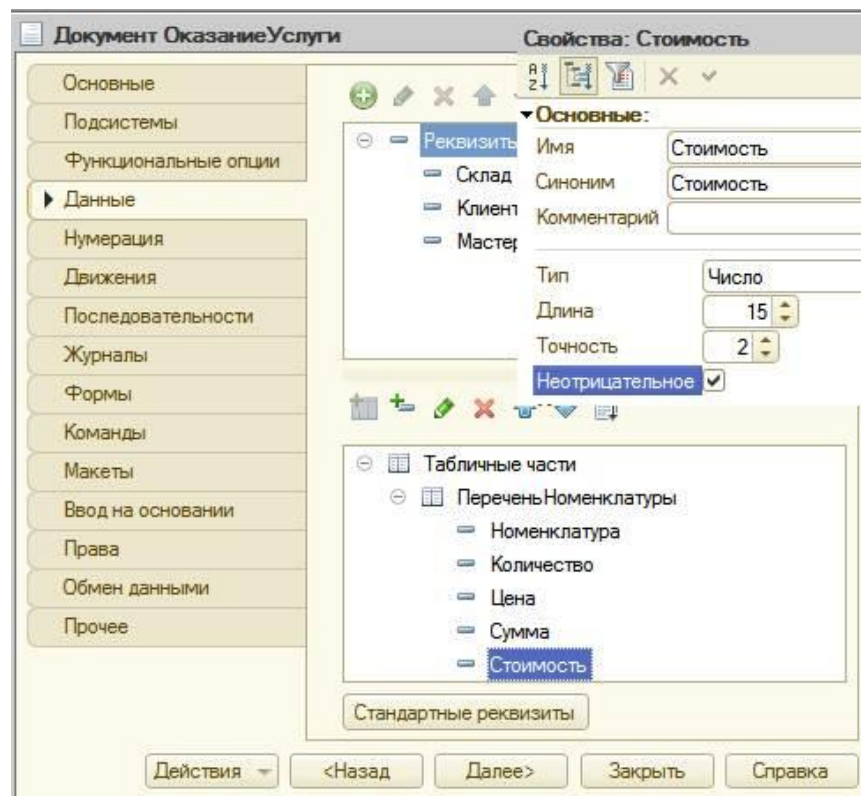 Документ ОказаниеУслуги
Основные
Подсистемы
Функциональные опции
Данные
Нумерация
Движения
Последовательности
Журналы
Формы
Команды
Макеты
Ввод на основании
Права
Обмен данными
Прочее
Реквизиты
Склад
Клиент
Мастер
Свойства: Стоимость
Основные:
Имя Стоимость
Синоним Стоимость
Комментарий
Тип Число
Длина 15
Точность 2
Неотрицательное
Табличные части
ПереченьНоменклатуры
Номенклатура
Количество
Цена
Сумма
Стоимость
Стандартные реквизиты
Действия <Назад Далее> Закрыть Справка